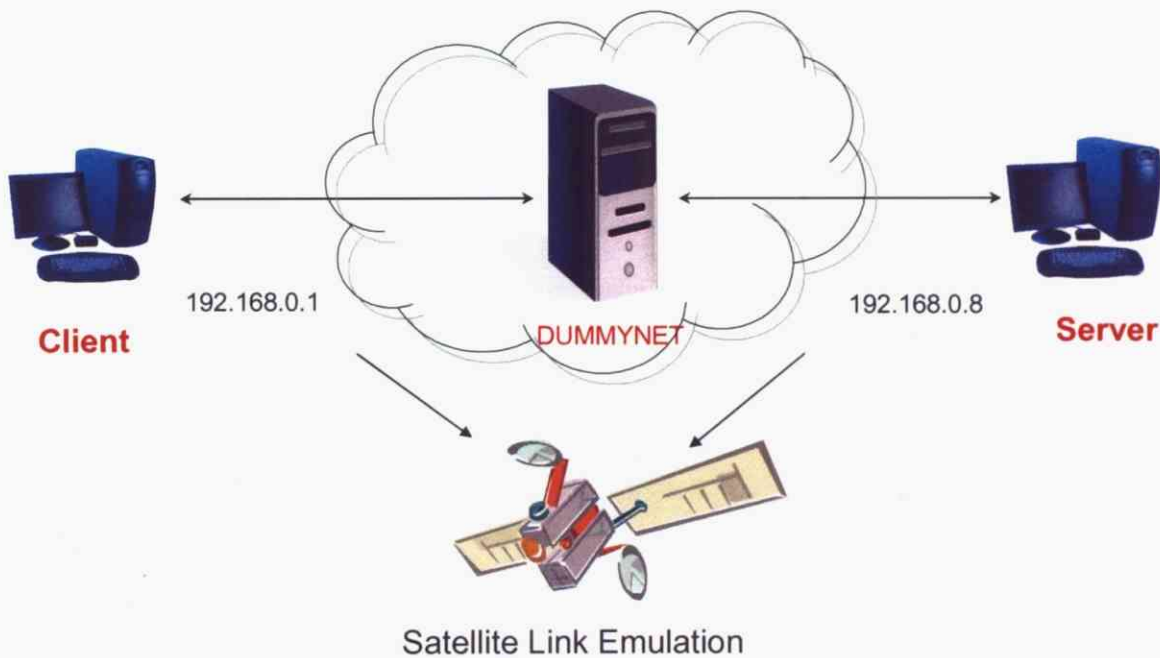 192.168.0.1
192.168.0.8
Client
DUMMYNET
Server
Satellite Link Emulation